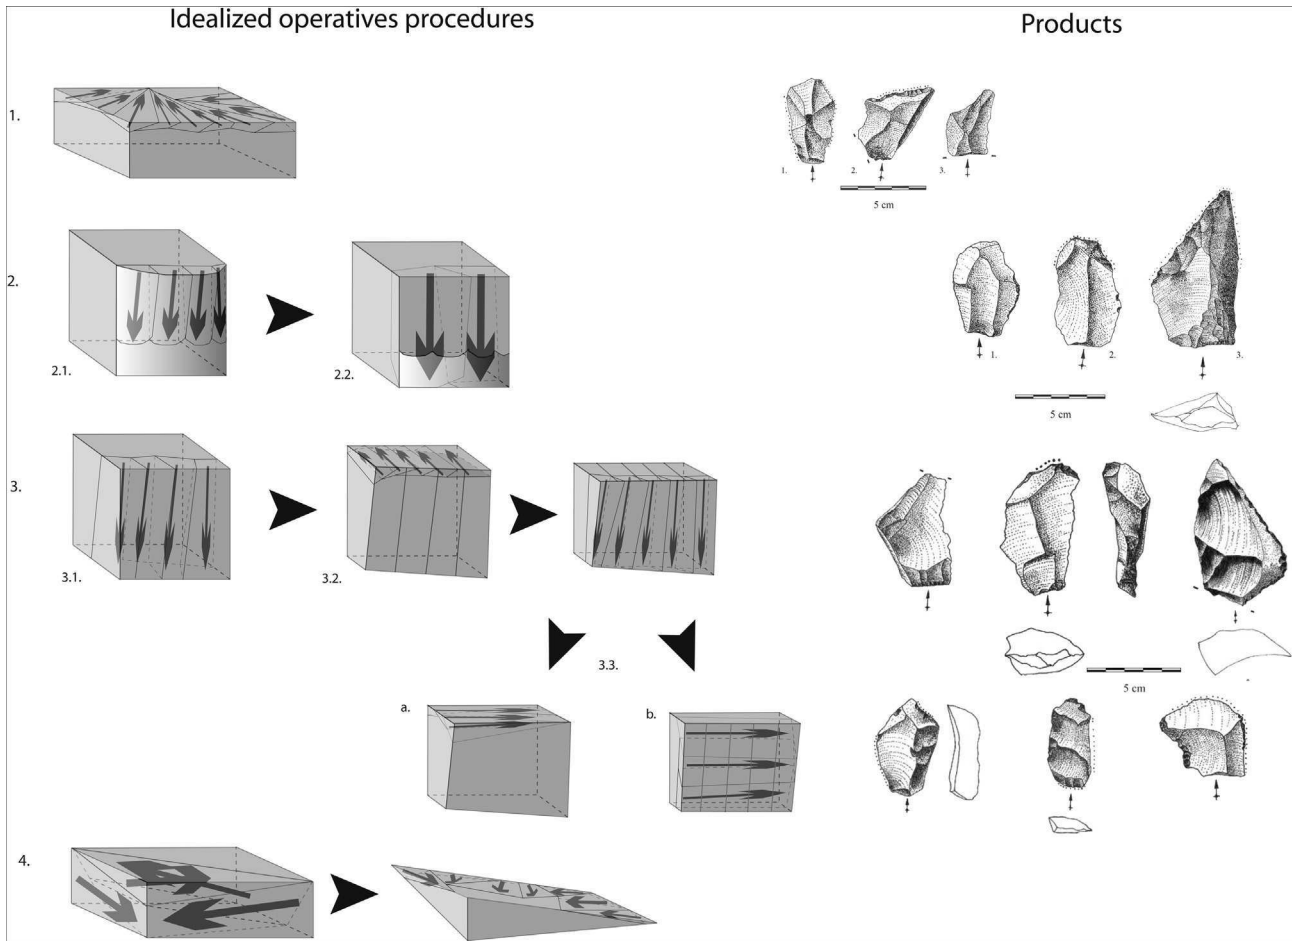 Idealized operatives procedures
Products
1.
1.
2.
3.
5 cm
2.
2.1.
2.2.
1.
2.
3.
5 cm
3.
3.1.
3.2.
3.3.
5 cm
a.
b.
4.